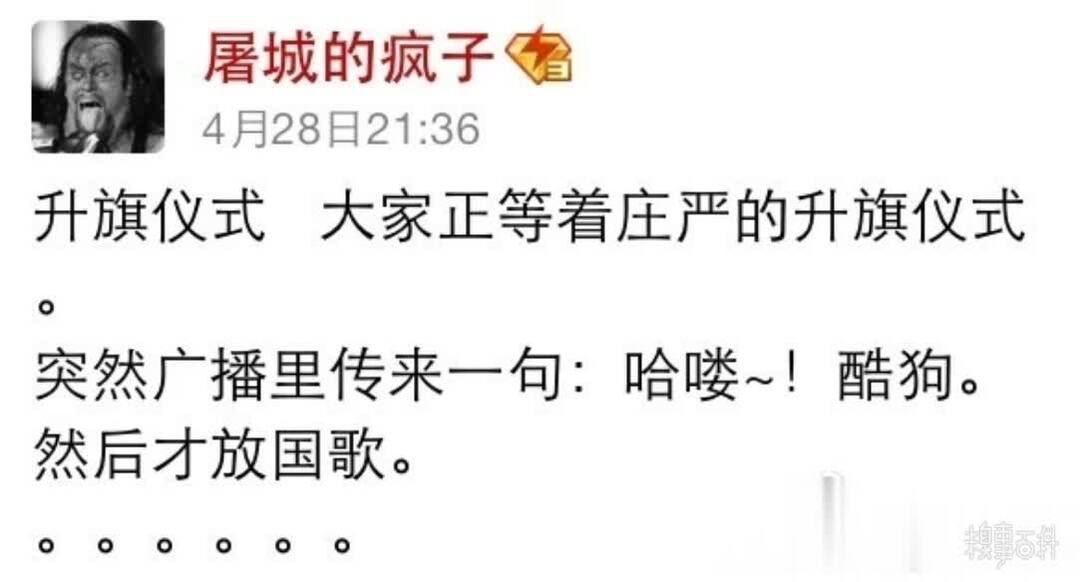 屠城的疯子
4月28日21:36
升旗仪式　大家正等着庄严的升旗仪式
。
突然广播里传来一句：哈喽~！酷狗。
然后才放国歌。
。。。。。。
糗事百科